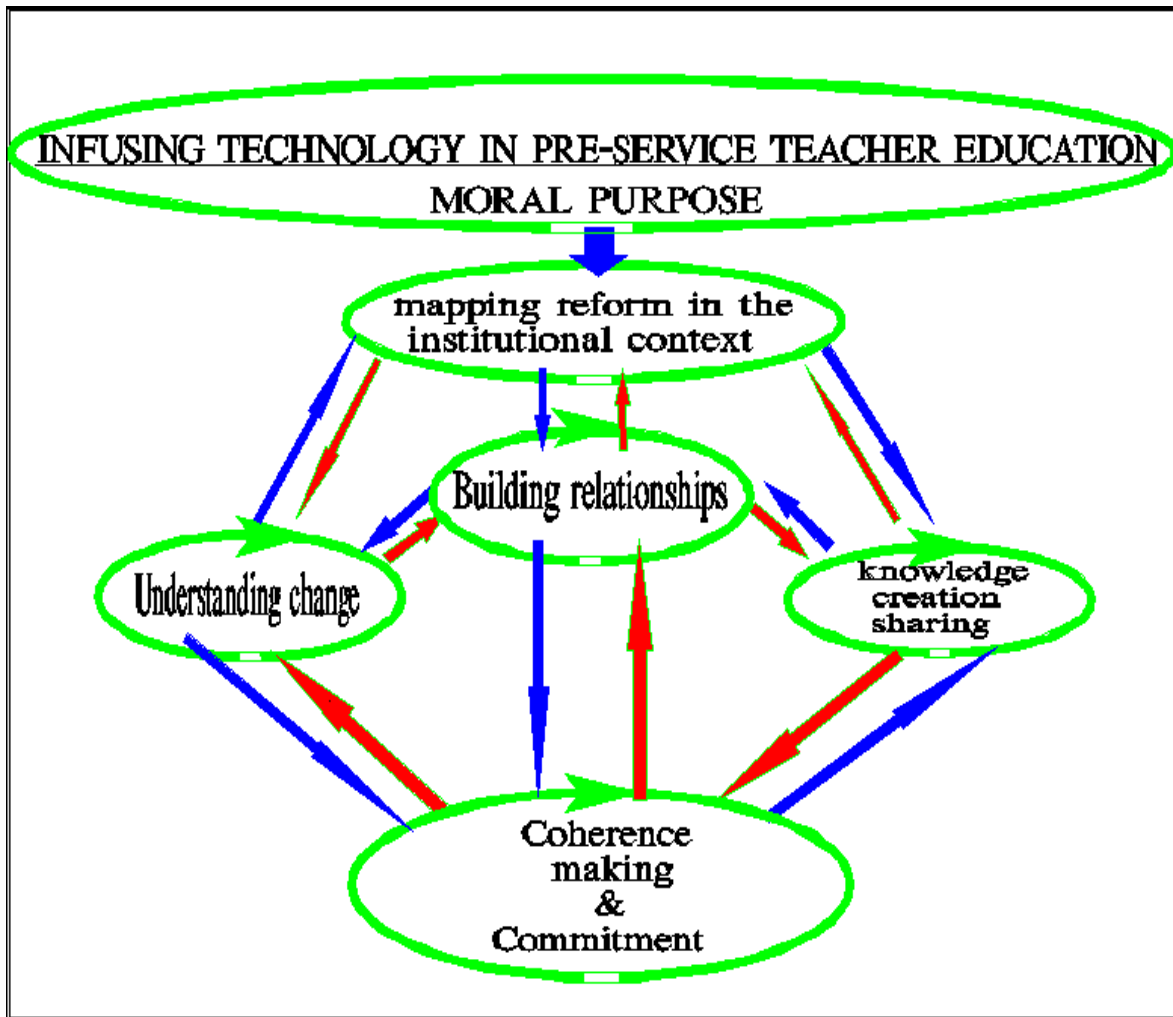 INFUSING TECHNOLOGY IN PRE-SERVICE TEACHER EDUCATION
MORAL PURPOSE
mapping reform in the
institutional context
Building relationships
Understanding change
knowledge
creation
sharing
Coherence
making
&
Commitment